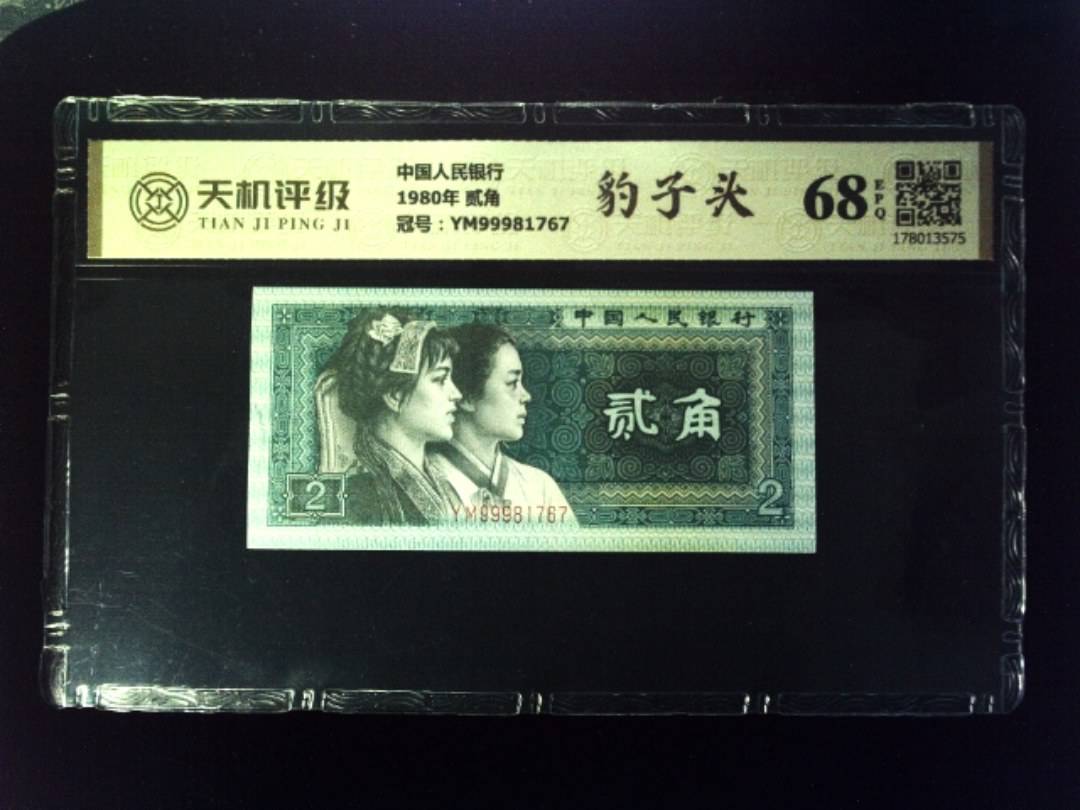 天机评级
TIAN JI PING JI
中国人民银行
1980年 贰角
冠号：YM99981767
豹子头
68
EPQ
178013575
中国人民银行
贰角
2
2
YM99981767